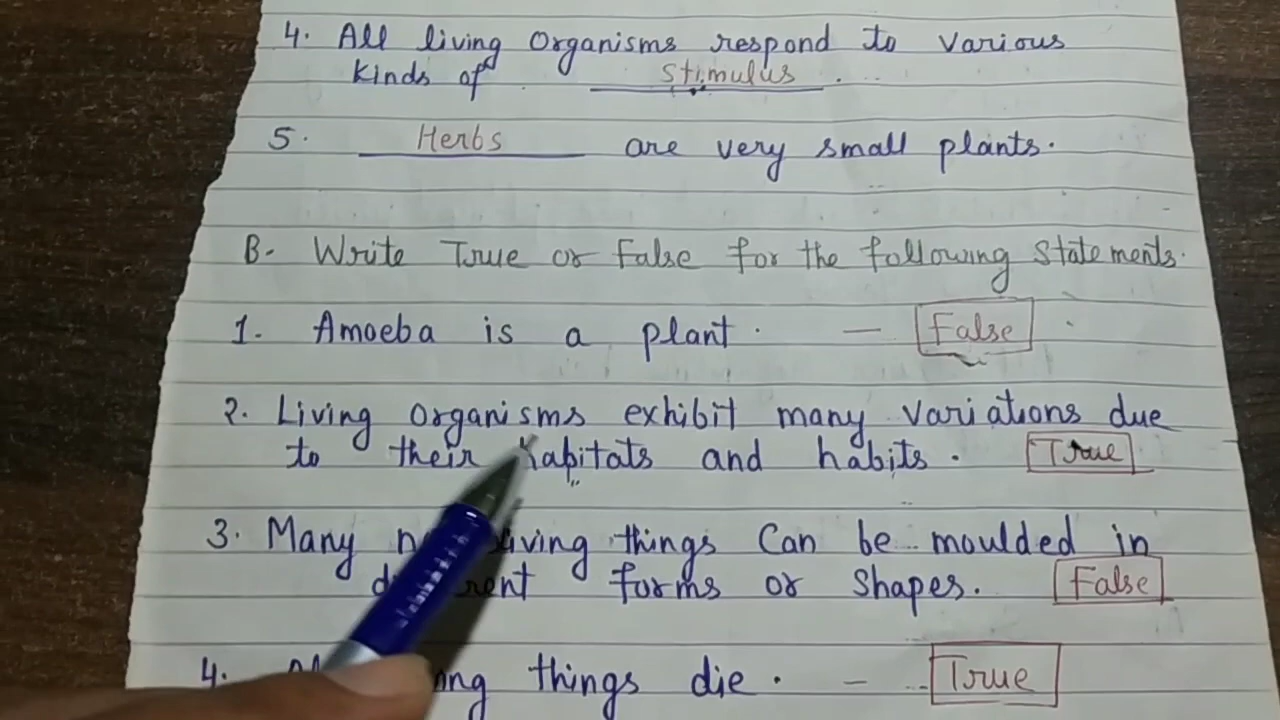 4. All living Organisms respond to various
kinds of stimulus .
5. Herbs are very small plants.
B. Write True or False for the following Statements.
1. Amoeba is a plant. — False
2. Living organisms exhibit many variations due
to their habitats and habits. True
3. Many living things can be moulded in
forms or shapes. False
4. things die. — True